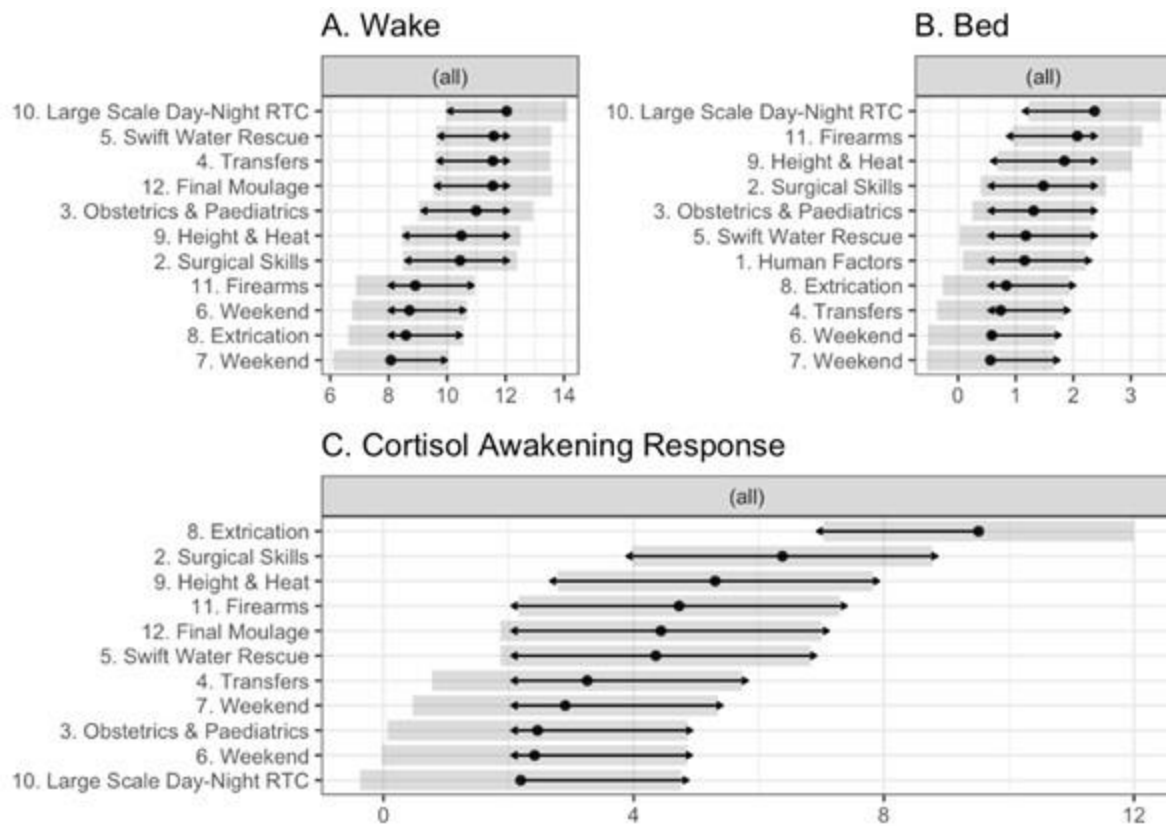 A. Wake
(all)
10. Large Scale Day-Night RTC
5. Swift Water Rescue
4. Transfers
12. Final Moulage
3. Obstetrics & Paediatrics
9. Height & Heat
2. Surgical Skills
11. Firearms
6. Weekend
8. Extrication
7. Weekend
6 8 10 12 14
B. Bed
(all)
10. Large Scale Day-Night RTC
11. Firearms
9. Height & Heat
2. Surgical Skills
3. Obstetrics & Paediatrics
5. Swift Water Rescue
1. Human Factors
8. Extrication
4. Transfers
6. Weekend
7. Weekend
0 1 2 3
C. Cortisol Awakening Response
(all)
8. Extrication
2. Surgical Skills
9. Height & Heat
11. Firearms
12. Final Moulage
5. Swift Water Rescue
4. Transfers
7. Weekend
3. Obstetrics & Paediatrics
6. Weekend
10. Large Scale Day-Night RTC
0 4 8 12